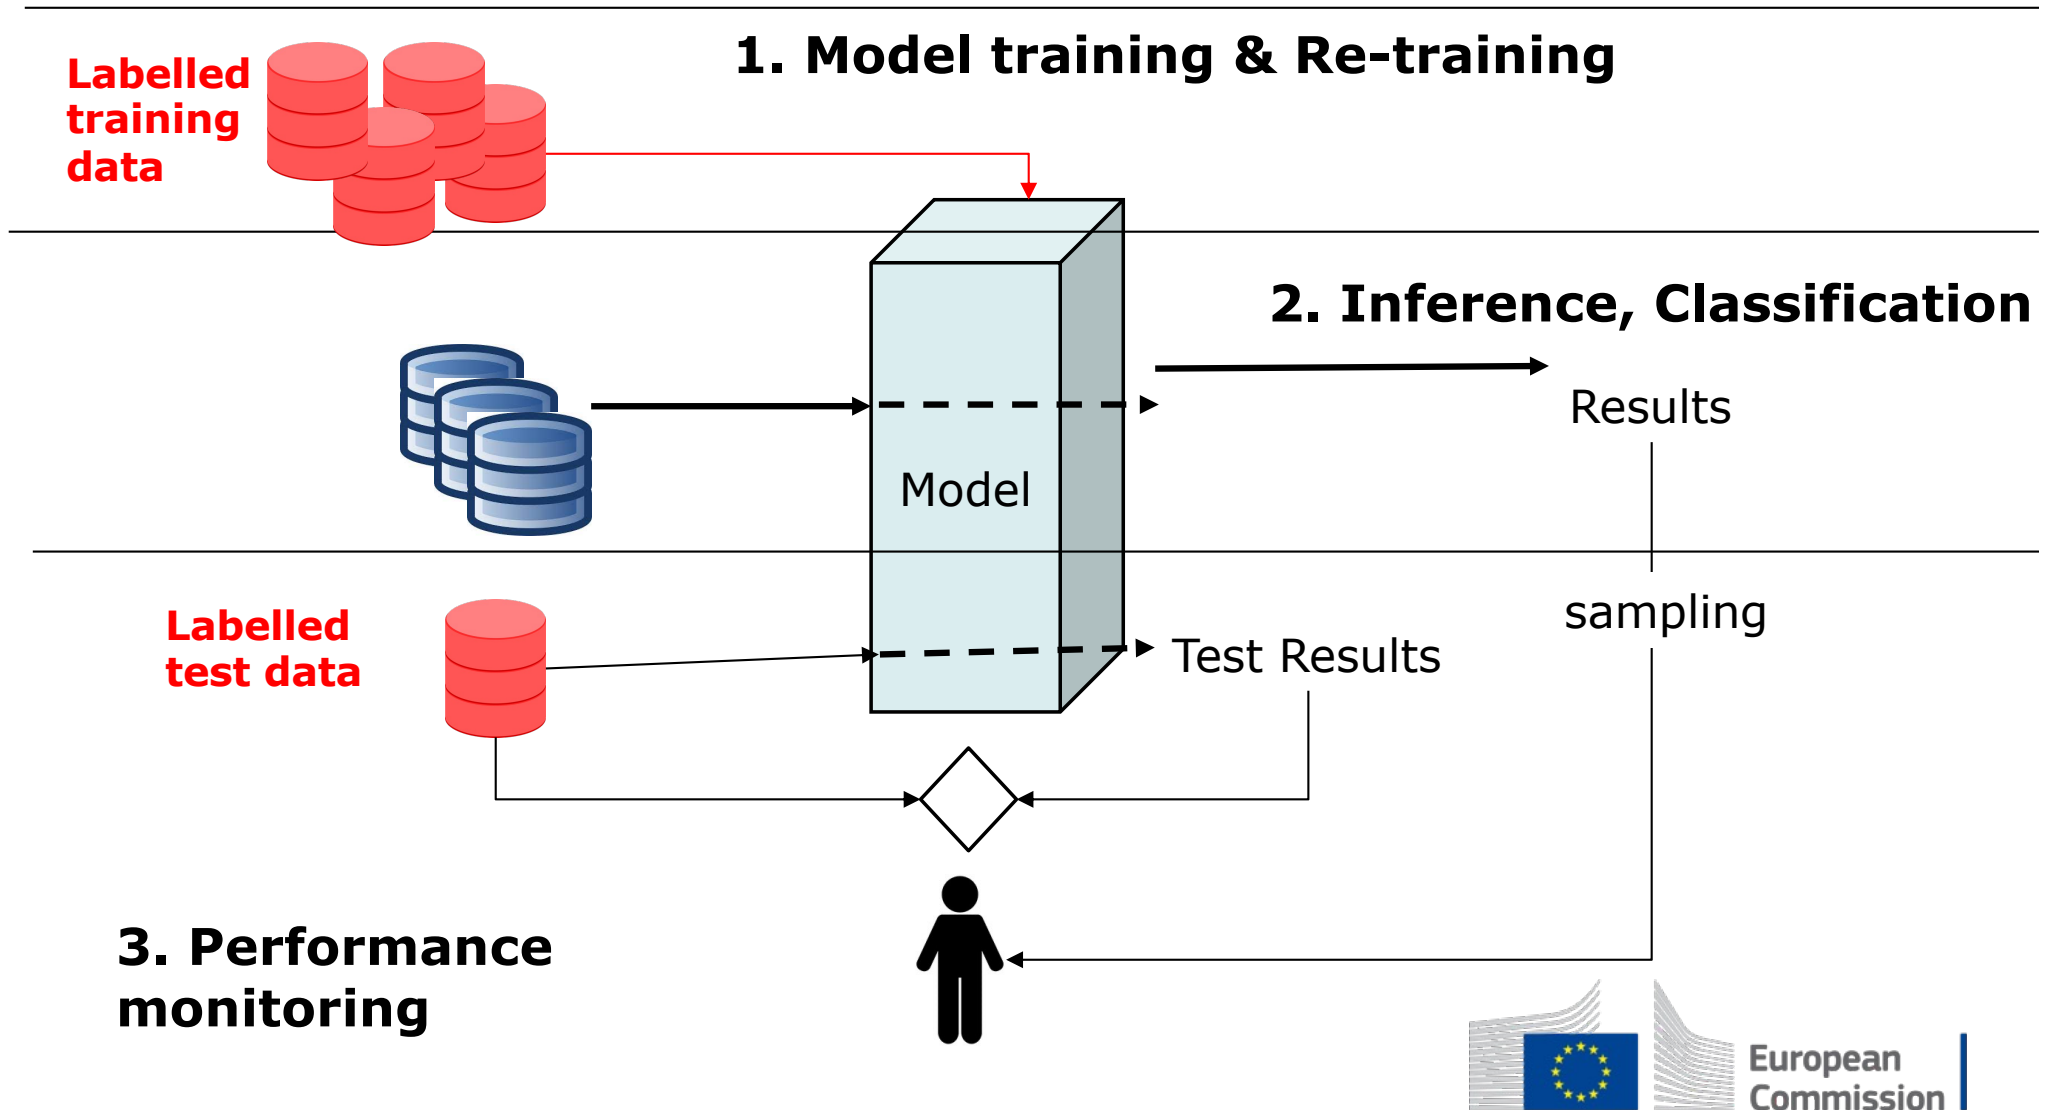 1. Model training & Re-training
Labelled
training
data
2. Inference, Classification
Results
Model
sampling
Labelled
test data
Test Results
3. Performance
monitoring
European
Commission